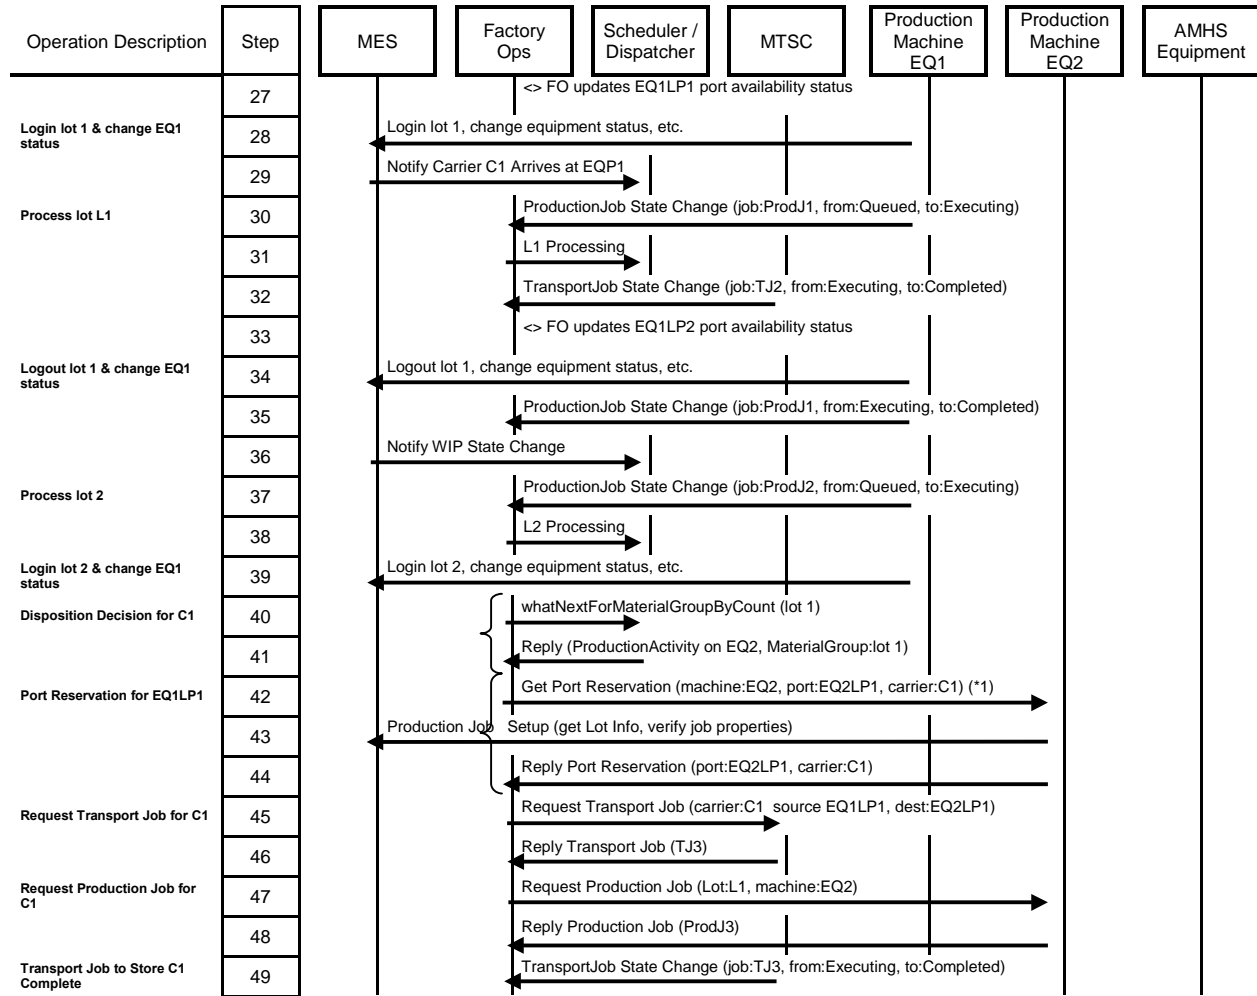 Operation Description
Step
MES
Factory
Ops
Scheduler /
Dispatcher
MTSC
Production
Machine
EQ1
Production
Machine
EQ2
AMHS
Equipment
27
<> FO updates EQ1LP1 port availability status
Login lot 1 & change EQ1
status
28
Login lot 1, change equipment status, etc.
29
Notify Carrier C1 Arrives at EQP1
Process lot L1
30
ProductionJob State Change (job:ProdJ1, from:Queued, to:Executing)
31
L1 Processing
32
TransportJob State Change (job:TJ2, from:Executing, to:Completed)
33
<> FO updates EQ1LP2 port availability status
Logout lot 1 & change EQ1
status
34
Logout lot 1, change equipment status, etc.
35
ProductionJob State Change (job:ProdJ1, from:Executing, to:Completed)
36
Notify WIP State Change
Process lot 2
37
ProductionJob State Change (job:ProdJ2, from:Queued, to:Executing)
38
L2 Processing
Login lot 2 & change EQ1
status
39
Login lot 2, change equipment status, etc.
Disposition Decision for C1
40
whatNextForMaterialGroupByCount (lot 1)
41
Reply (ProductionActivity on EQ2, MaterialGroup:lot 1)
Port Reservation for EQ1LP1
42
Get Port Reservation (machine:EQ2, port:EQ2LP1, carrier:C1) (*1)
43
Production Job Setup (get Lot Info, verify job properties)
44
Reply Port Reservation (port:EQ2LP1, carrier:C1)
Request Transport Job for C1
45
Request Transport Job (carrier:C1 source EQ1LP1, dest:EQ2LP1)
46
Reply Transport Job (TJ3)
Request Production Job for
C1
47
Request Production Job (Lot:L1, machine:EQ2)
48
Reply Production Job (ProdJ3)
Transport Job to Store C1
Complete
49
TransportJob State Change (job:TJ3, from:Executing, to:Completed)